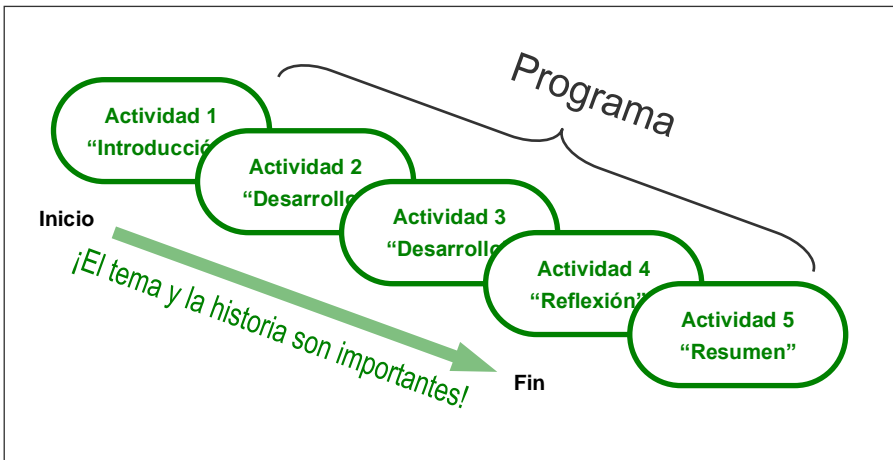 Programa
Actividad 1
“Introducció
Actividad 2
“Desarrollo
Actividad 3
“Desarrollo
Actividad 4
“Reflexión”
Actividad 5
“Resumen”
Inicio
¡El tema y la historia son importantes!
Fin